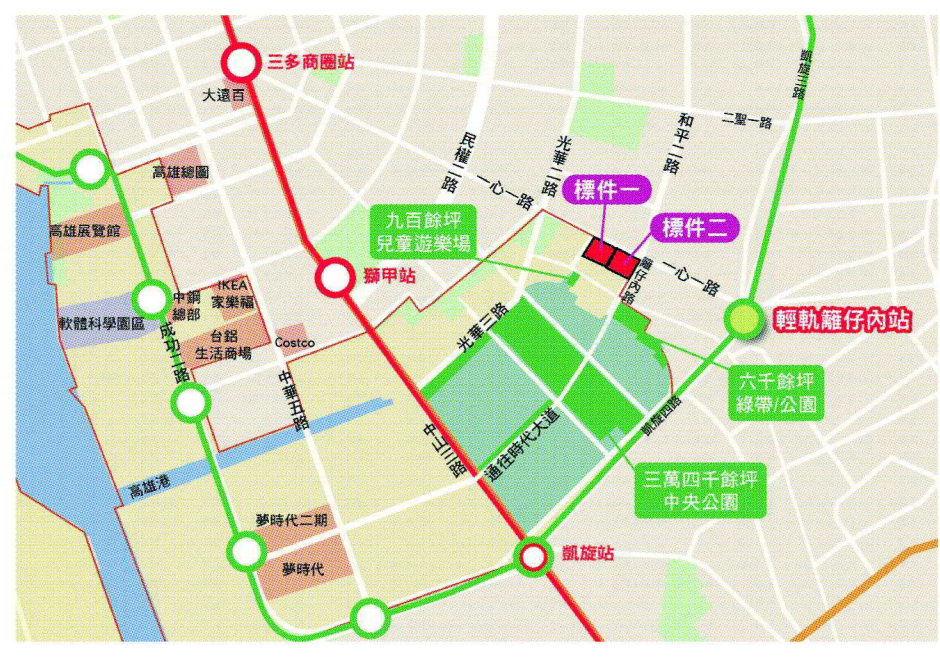 三多商圈站
大遠百
凱旋三路
二聖一路
和平二路
光華二路
民權二路
一心一路
高雄總圖
標件一
標件二
九百餘坪
兒童遊樂場
高雄展覽館
籬仔內路
一心一路
獅甲站
IKEA
家樂福
中鋼
總部
軟體科學園區
成功二路
台鋁
生活商場
Costco
光華三路
輕軌籬仔內站
六千餘坪
綠帶/公園
中華五路
凱旋四路
中山三路
通往時代大道
三萬四千餘坪
中央公園
高雄港
夢時代二期
夢時代
凱旋站